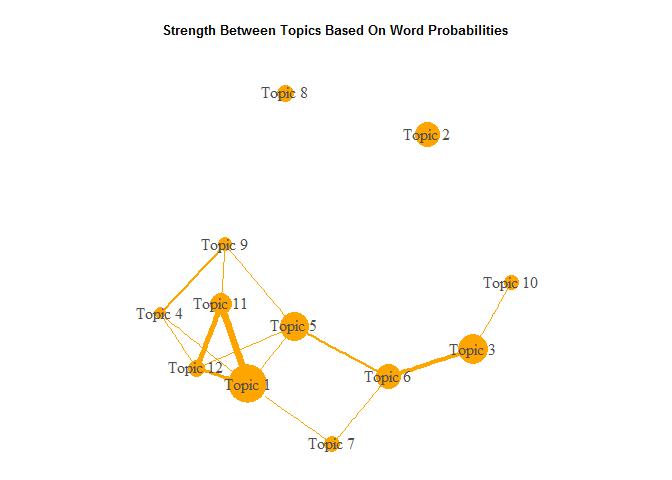 Strength Between Topics Based On Word Probabilities
Topic 8
Topic 2
Topic 9
Topic 10
Topic 11
Topic 4
Topic 5
Topic 3
Topic 12
Topic 6
Topic 1
Topic 7